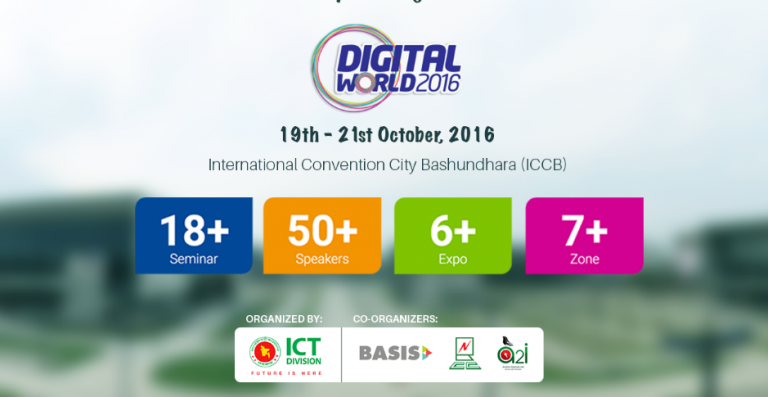 DIGITAL
WORLD2016
19th - 21st October, 2016
International Convention City Bashundhara (ICCB)
18+
Seminar
50+
Speakers
6+
Expo
7+
Zone
ORGANIZED BY:
CO-ORGANIZERS:
ICT
DIVISION
FUTURE IS HERE
BASIS
a2i